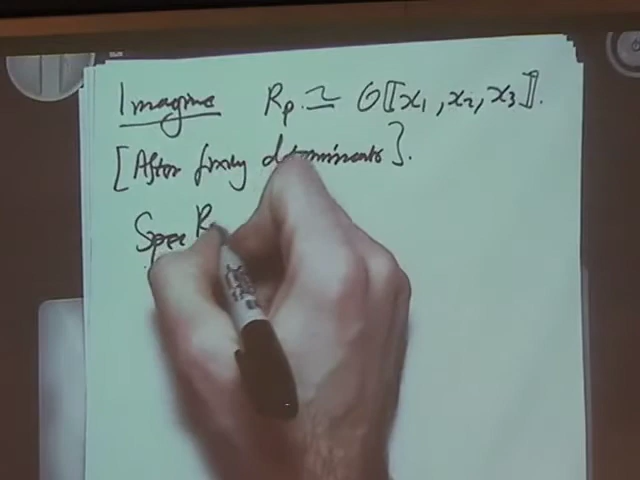 Imagine R_p ≃ O[[x_1, x_2, x_3]].
[After fixing determinants].
Spec R